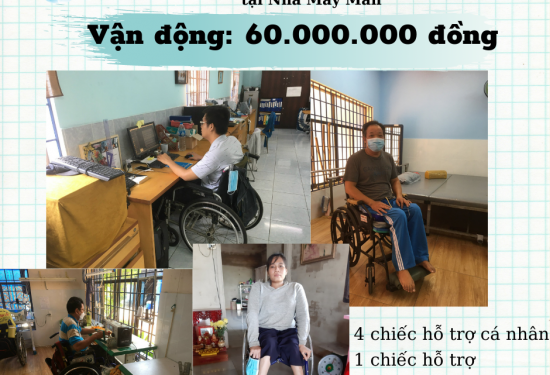 tại Nhà May Mắn
Vận động: 60.000.000 đồng
4 chiếc hỗ trợ cá nhân
1 chiếc hỗ trợ